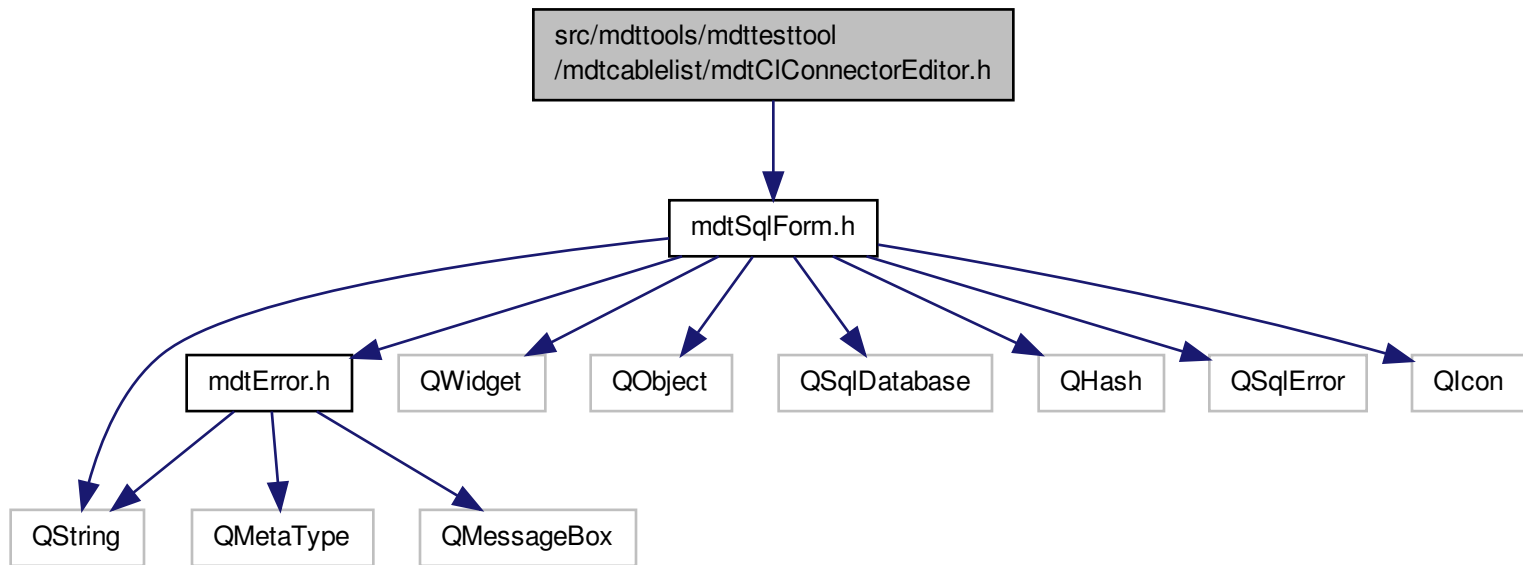 src/mdttools/mdttesttool
/mdtcablelist/mdtClConnectorEditor.h
mdtSqlForm.h
mdtError.h
QWidget
QObject
QSqlDatabase
QHash
QSqlError
QIcon
QString
QMetaType
QMessageBox